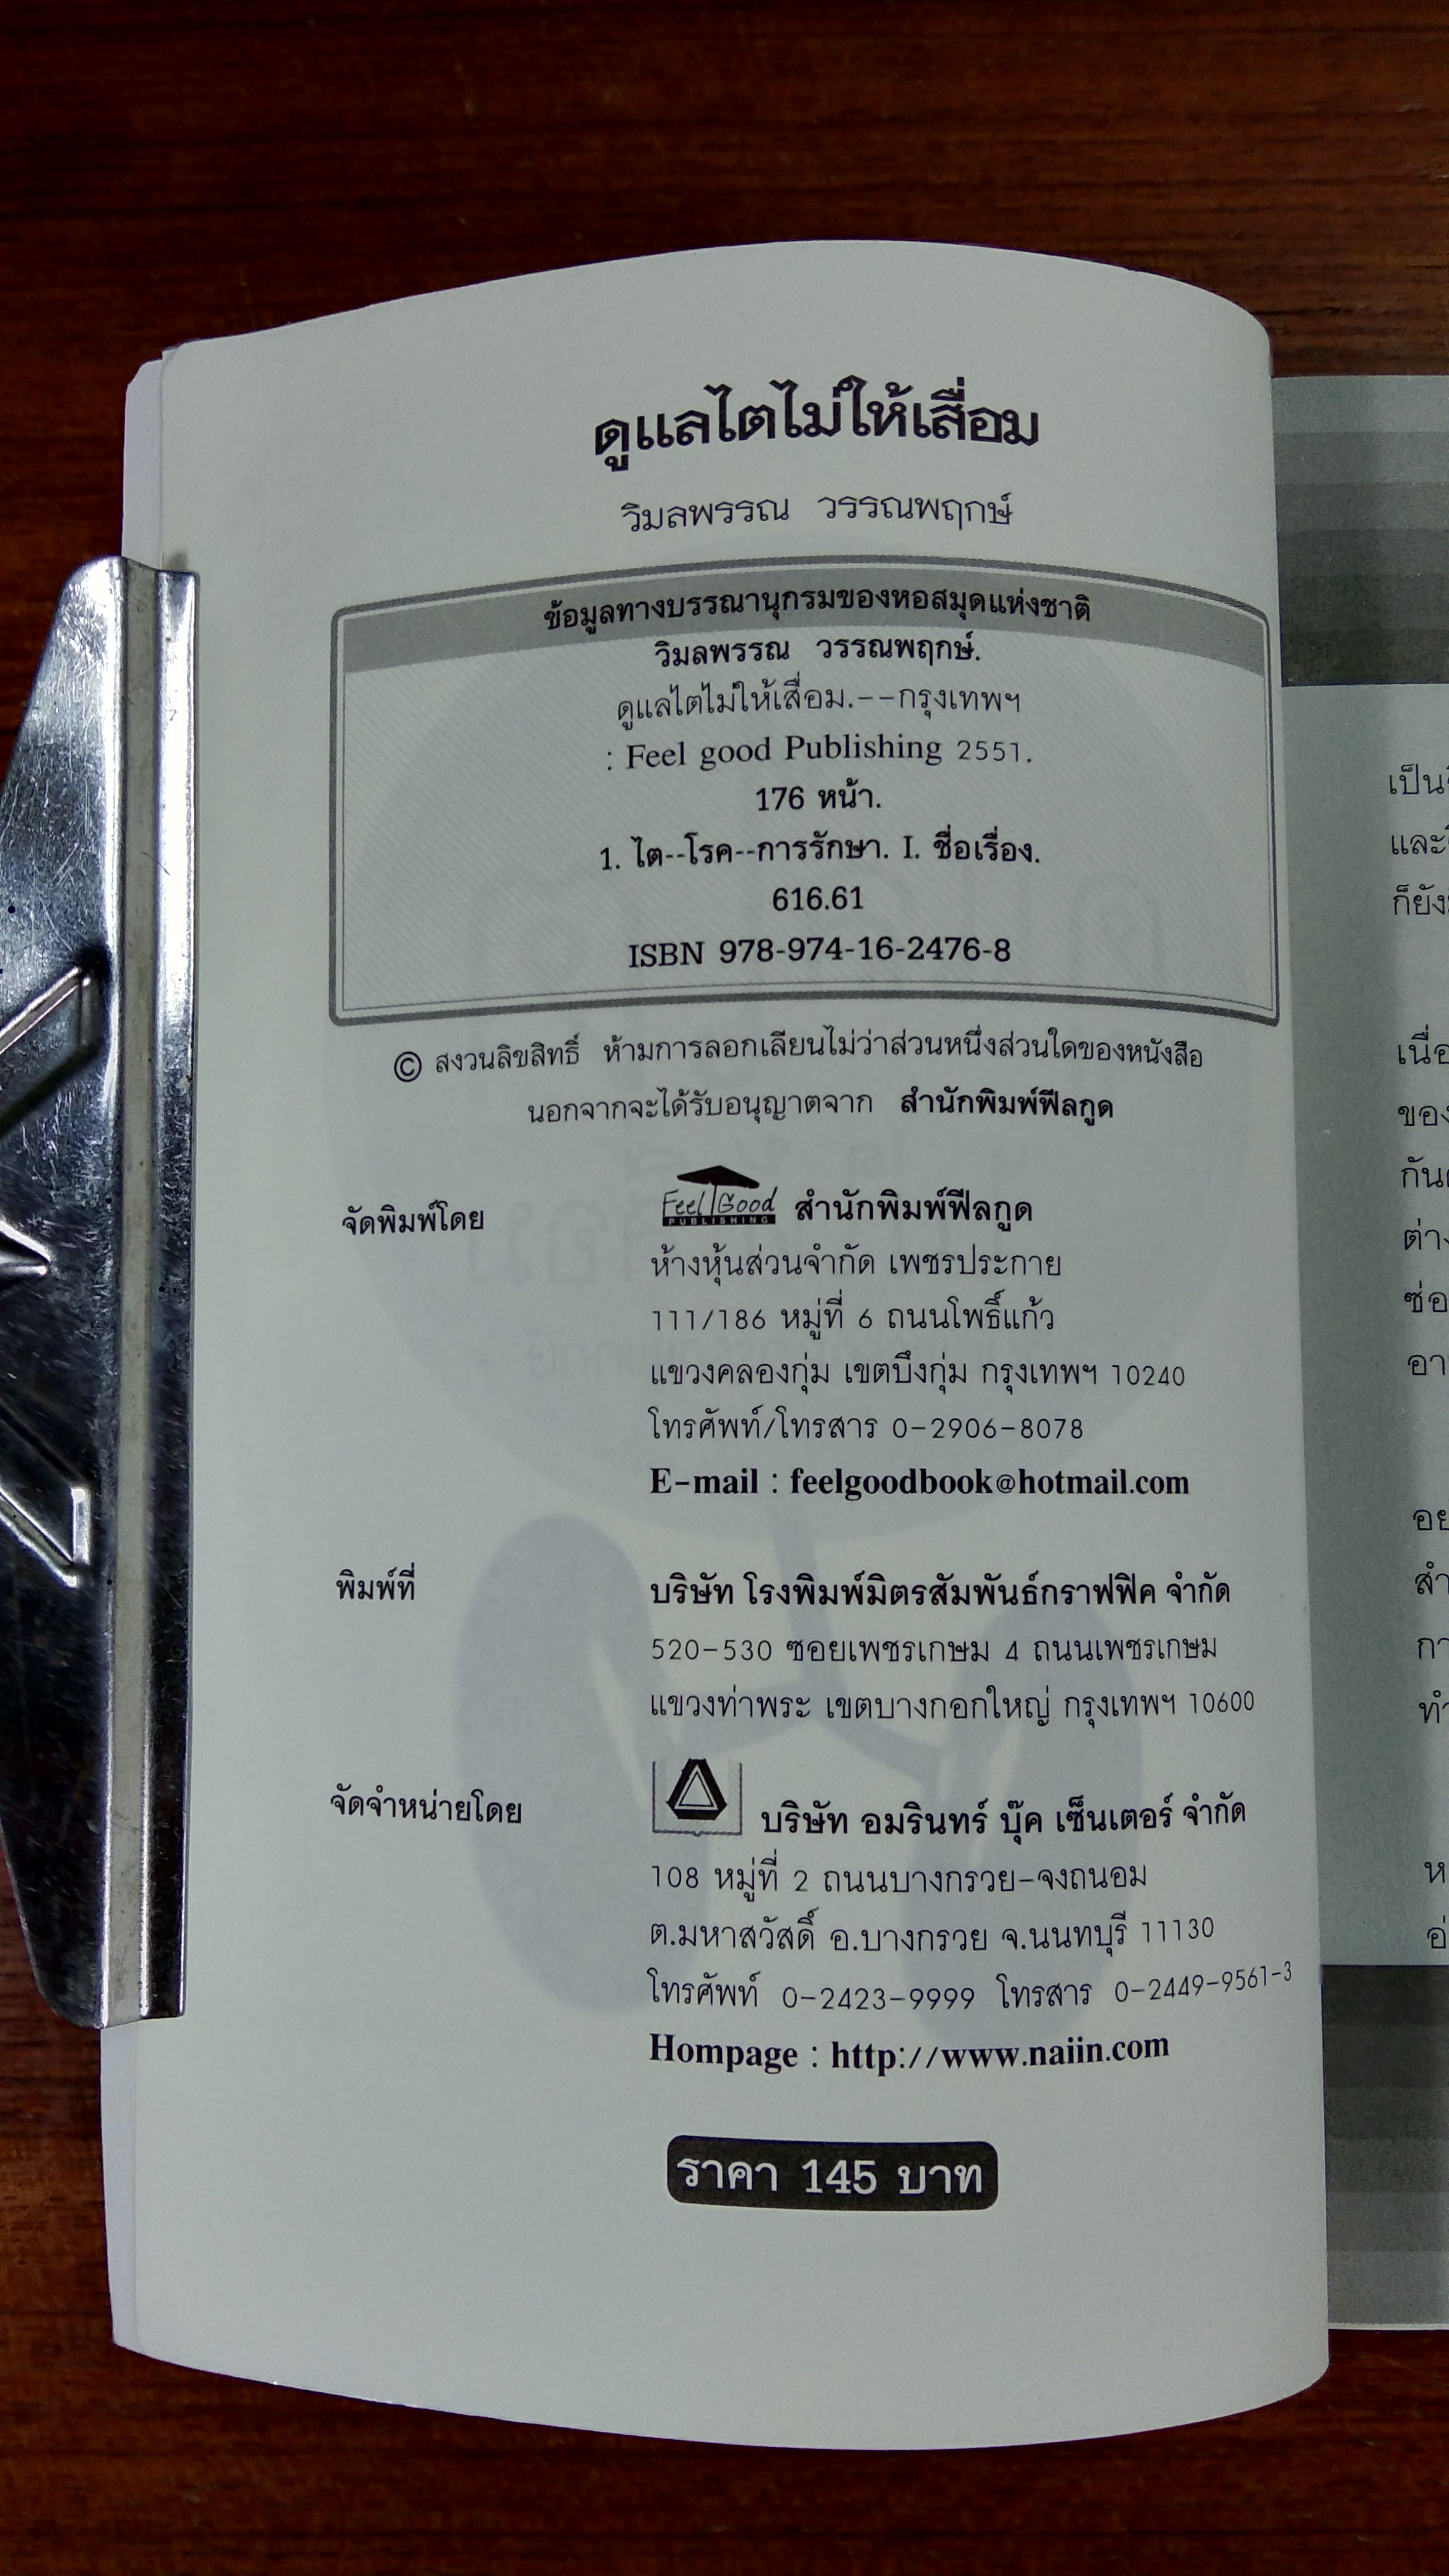 ดูแลไตไม่ให้เสื่อม
วิมลพรรณ วรรณพฤกษ์
ข้อมูลทางบรรณานุกรมของหอสมุดแห่งชาติ
วิมลพรรณ วรรณพฤกษ์.
ดูแลไตไม่ให้เสื่อม.--กรุงเทพฯ
: Feel good Publishing 2551.
176 หน้า.
1. ไต--โรค--การรักษา. I. ชื่อเรื่อง.
616.61
ISBN 978-974-16-2476-8
© สงวนลิขสิทธิ์ ห้ามการลอกเลียนไม่ว่าส่วนหนึ่งส่วนใดของหนังสือ
นอกจากจะได้รับอนุญาตจาก สำนักพิมพ์ฟีลกูด
จัดพิมพ์โดย Feel Good PUBLISHING สำนักพิมพ์ฟีลกูด
ห้างหุ้นส่วนจำกัด เพชรประกาย
111/186 หมู่ที่ 6 ถนนโพธิ์แก้ว
แขวงคลองกุ่ม เขตบึงกุ่ม กรุงเทพฯ 10240
โทรศัพท์/โทรสาร 0-2906-8078
E-mail : feelgoodbook@hotmail.com
พิมพ์ที่ บริษัท โรงพิมพ์มิตรสัมพันธ์กราฟฟิค จำกัด
520-530 ซอยเพชรเกษม 4 ถนนเพชรเกษม
แขวงท่าพระ เขตบางกอกใหญ่ กรุงเทพฯ 10600
จัดจำหน่ายโดย บริษัท อมรินทร์ บุ๊ค เซ็นเตอร์ จำกัด
108 หมู่ที่ 2 ถนนบางกรวย-จงถนอม
ต.มหาสวัสดิ์ อ.บางกรวย จ.นนทบุรี 11130
โทรศัพท์ 0-2423-9999 โทรสาร 0-2449-9561-3
Hompage : http://www.naiin.com
ราคา 145 บาท